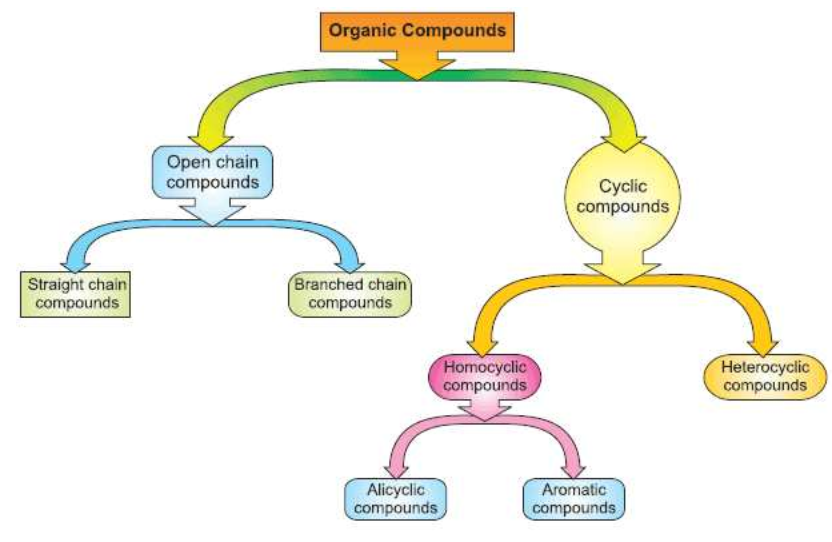 Organic Compounds
Open chain
compounds
Cyclic
compounds
Straight chain
compounds
Branched chain
compounds
Homocyclic
compounds
Heterocyclic
compounds
Alicyclic
compounds
Aromatic
compounds